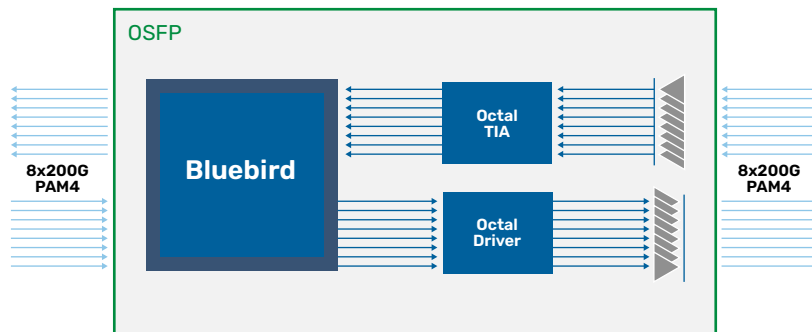 OSFP
Octal
TIA
Bluebird
8x200G
PAM4
8x200G
PAM4
Octal
Driver